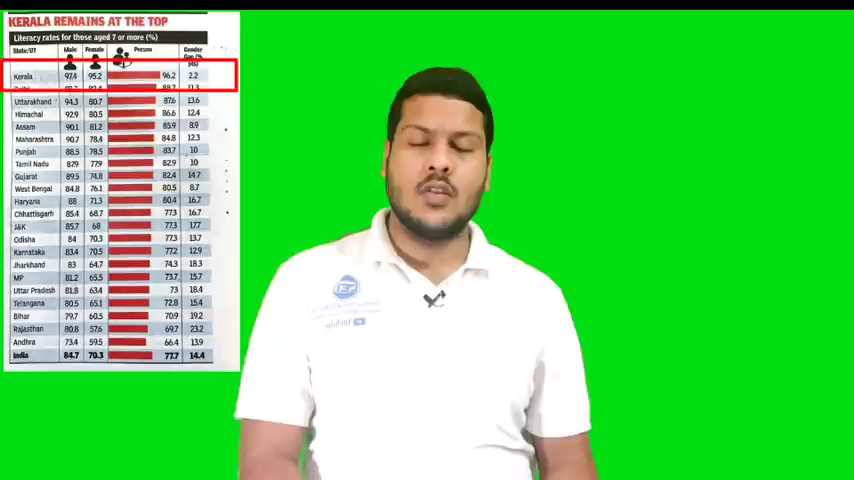 KERALA REMAINS AT THE TOP
Literacy rates for those aged 7 or more (%)
State/UT Male Female Person Gender Gap (% pts)
Kerala 97.4 95.2 96.2 2.2
88.7 11.3
Uttarakhand 94.3 80.7 87.6 13.6
Himachal 92.9 80.5 86.6 12.4
Assam 90.1 81.2 85.9 8.9
Maharashtra 90.7 78.4 84.8 12.3
Punjab 88.5 78.5 83.7 10
Tamil Nadu 87.9 77.9 82.9 10
Gujarat 89.5 74.8 82.4 14.7
West Bengal 84.8 76.1 80.5 8.7
Haryana 88 71.3 80.4 16.7
Chhattisgarh 85.4 68.7 77.3 16.7
J&K 85.7 68 77.3 17.7
Odisha 84 70.3 77.3 13.7
Karnataka 83.4 70.5 77.2 12.9
Jharkhand 83 64.7 74.3 18.3
MP 81.2 65.5 73.7 15.7
Uttar Pradesh 81.8 63.4 73 18.4
Telangana 80.5 65.1 72.8 15.4
Bihar 79.7 60.5 70.9 19.2
Rajasthan 80.8 57.6 69.7 23.2
Andhra 73.4 59.5 66.4 13.9
India 84.7 70.3 77.7 14.4